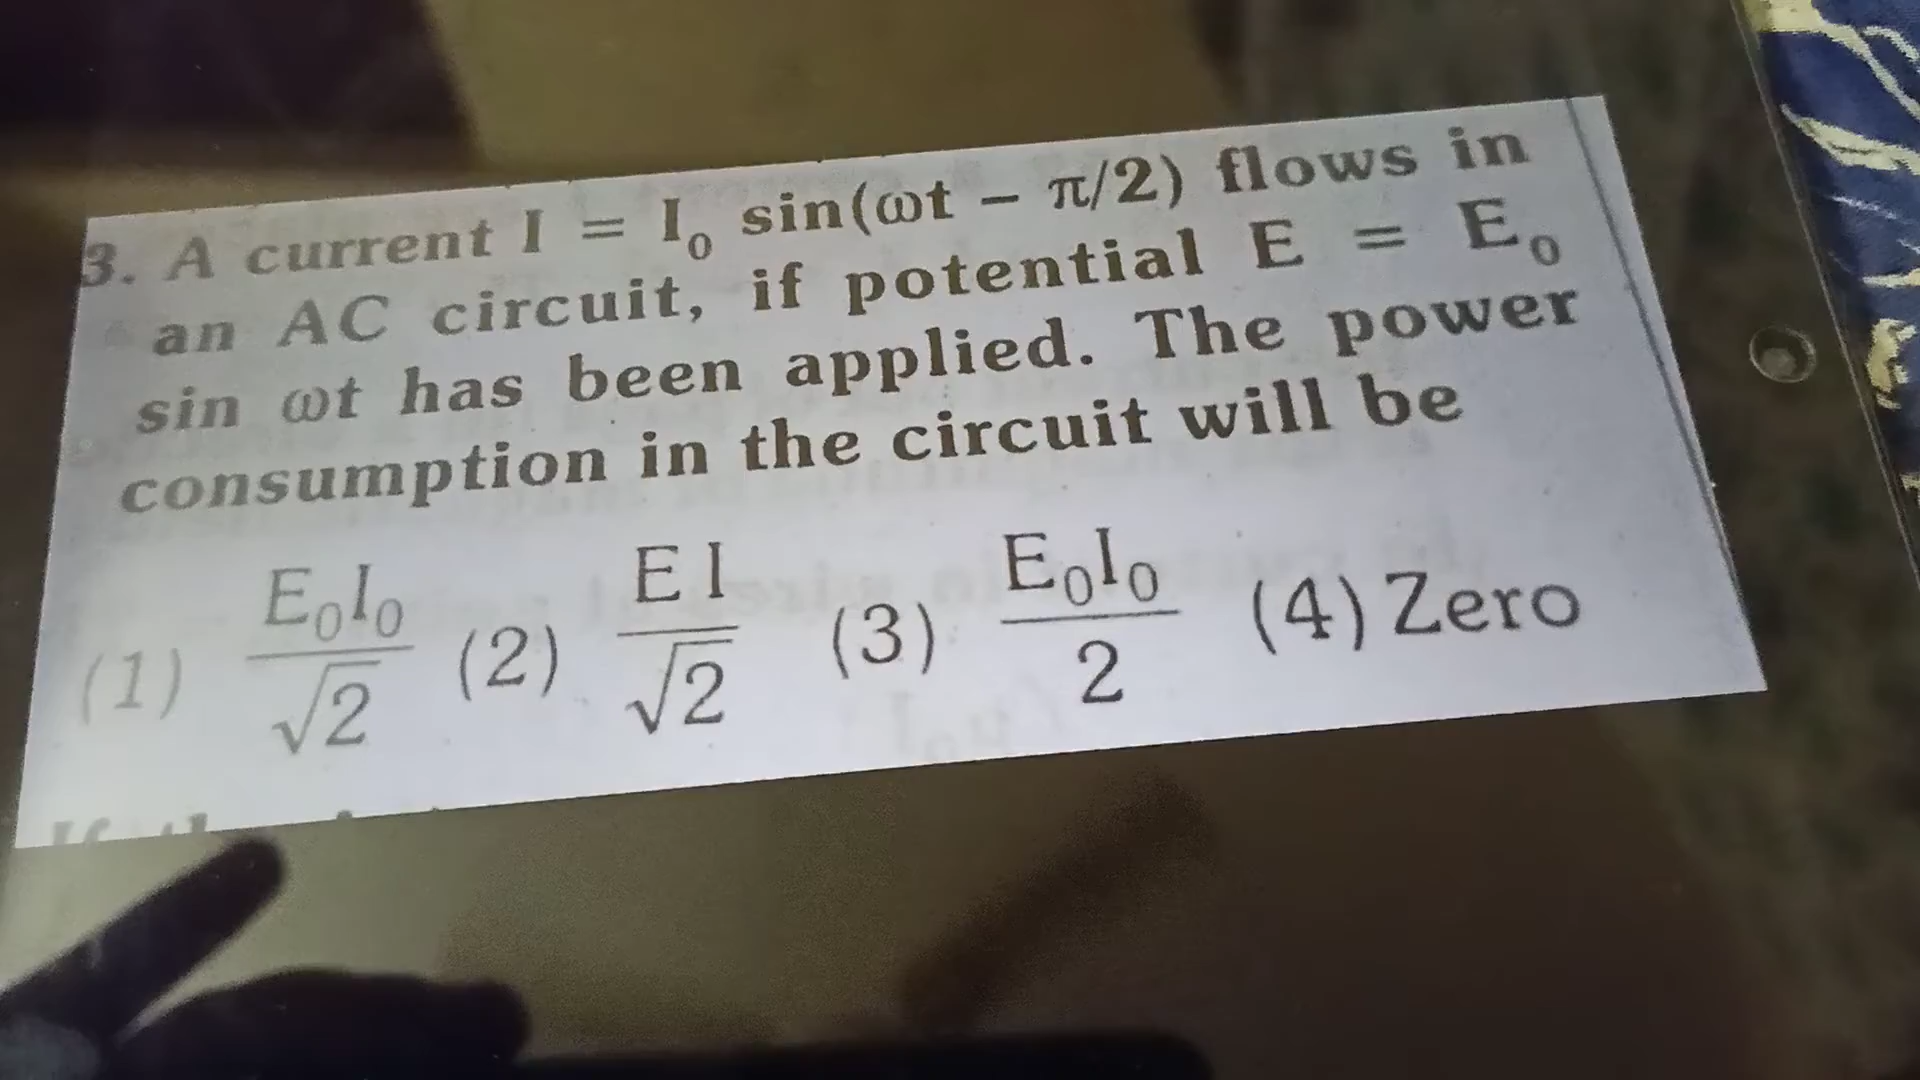 3. A current I = I₀ sin(ωt – π/2) flows in
an AC circuit, if potential E = E₀
sin ωt has been applied. The power
consumption in the circuit will be
(1) E₀I₀/√2 (2) E I/√2 (3) E₀I₀/2 (4) Zero